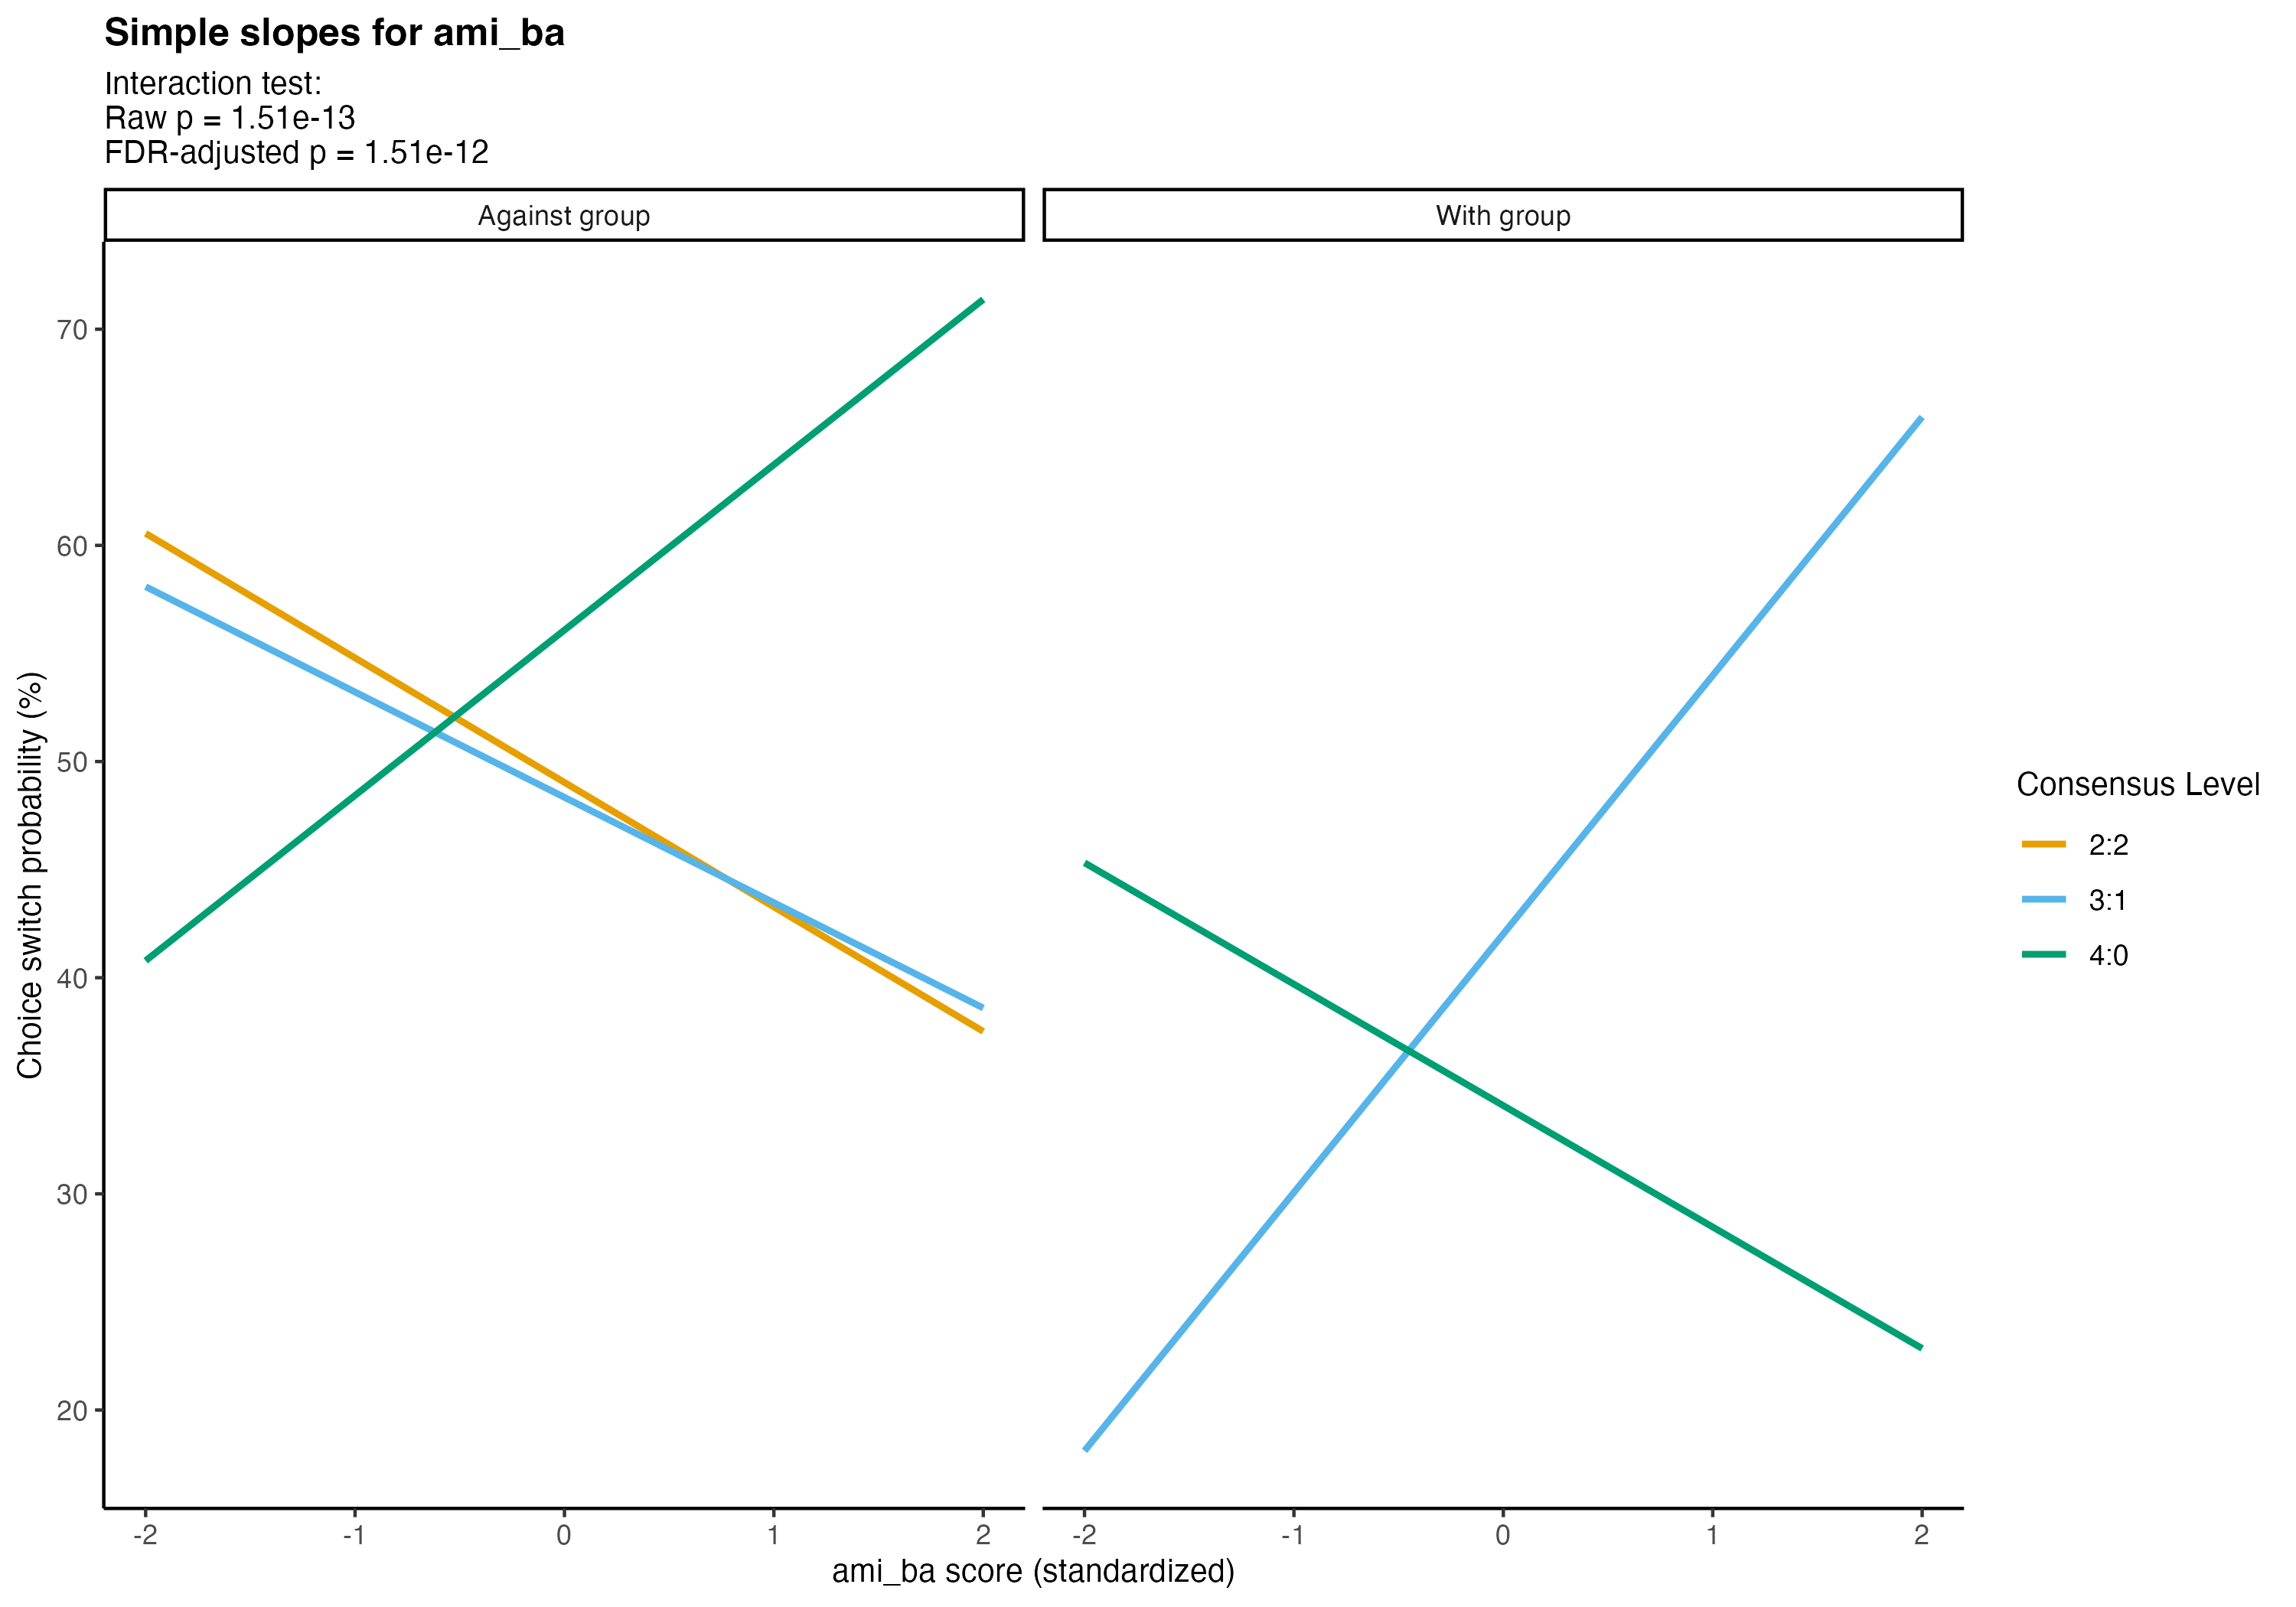 Simple slopes for ami_ba
Interaction test:
Raw p = 1.51e-13
FDR-adjusted p = 1.51e-12
Against group
With group
Choice switch probability (%)
70
60
50
40
30
20
-2
-1
0
1
2
-2
-1
0
1
2
ami_ba score (standardized)
Consensus Level
2:2
3:1
4:0